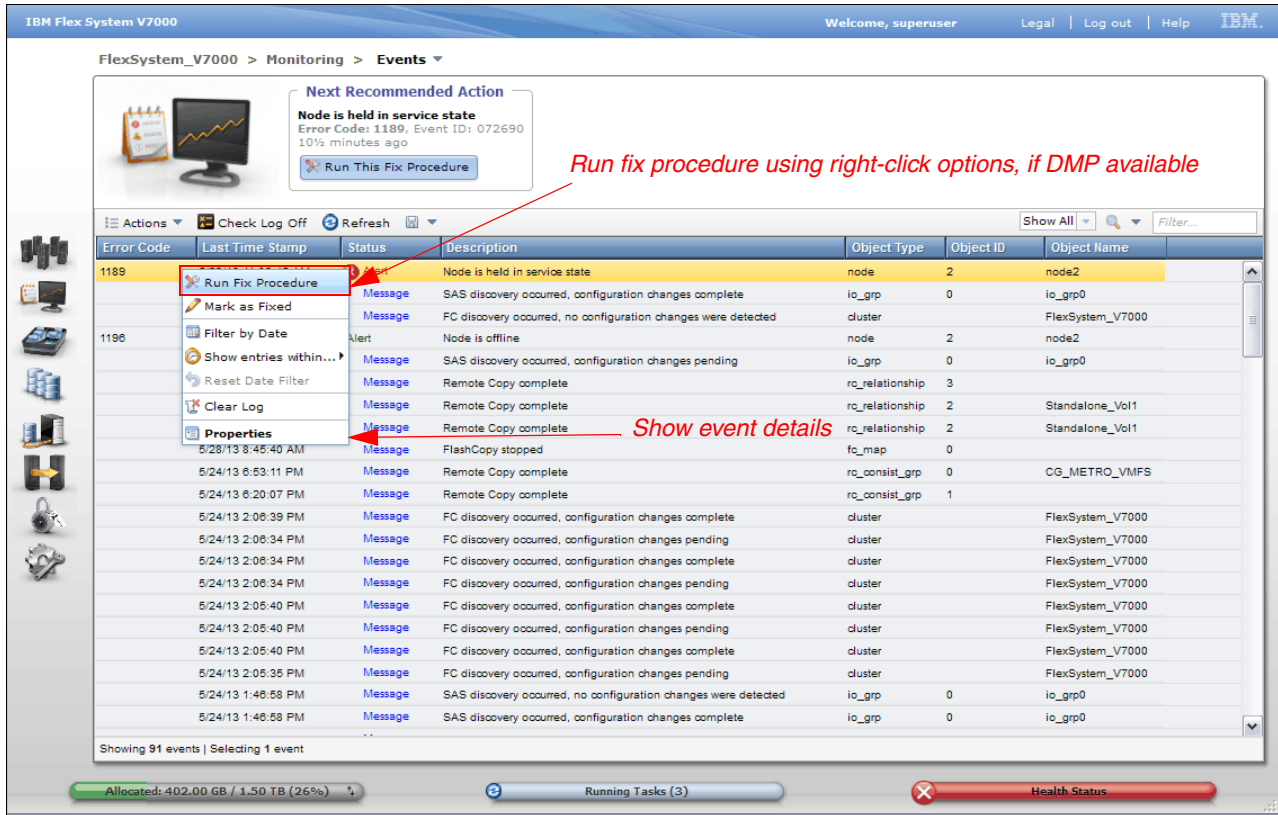 IBM Flex System V7000 Welcome, superuser Legal | Log out | Help IBM.
FlexSystem_V7000 > Monitoring > Events
Next Recommended Action
Node is held in service state
Error Code: 1189, Event ID: 072690
10½ minutes ago
Run This Fix Procedure
Run fix procedure using right-click options, if DMP available
Actions Check Log Off Refresh Show All Filter...
Error Code Last Time Stamp Status Description Object Type Object ID Object Name
1189 Alert Node is held in service state node 2 node2
Run Fix Procedure
Message SAS discovery occurred, configuration changes complete io_grp 0 io_grp0
Mark as Fixed
Message FC discovery occurred, no configuration changes were detected cluster FlexSystem_V7000
Filter by Date
1196 Alert Node is offline node 2 node2
Show entries within...
Message SAS discovery occurred, configuration changes pending io_grp 0 io_grp0
Reset Date Filter
Message Remote Copy complete rc_relationship 3
Clear Log
Message Remote Copy complete rc_relationship 2 Standalone_Vol1
Properties
Message Remote Copy complete rc_relationship 2 Standalone_Vol1
Show event details
5/28/13 8:45:40 AM Message FlashCopy stopped fc_map 0
5/24/13 6:53:11 PM Message Remote Copy complete rc_consist_grp 0 CG_METRO_VMFS
5/24/13 6:20:07 PM Message Remote Copy complete rc_consist_grp 1
5/24/13 2:06:39 PM Message FC discovery occurred, configuration changes complete cluster FlexSystem_V7000
5/24/13 2:06:34 PM Message FC discovery occurred, configuration changes pending cluster FlexSystem_V7000
5/24/13 2:06:34 PM Message FC discovery occurred, configuration changes complete cluster FlexSystem_V7000
5/24/13 2:06:34 PM Message FC discovery occurred, configuration changes pending cluster FlexSystem_V7000
5/24/13 2:05:40 PM Message FC discovery occurred, configuration changes complete cluster FlexSystem_V7000
5/24/13 2:05:40 PM Message FC discovery occurred, configuration changes pending cluster FlexSystem_V7000
5/24/13 2:05:40 PM Message FC discovery occurred, configuration changes complete cluster FlexSystem_V7000
5/24/13 2:05:35 PM Message FC discovery occurred, configuration changes pending cluster FlexSystem_V7000
5/24/13 1:46:58 PM Message SAS discovery occurred, no configuration changes were detected io_grp 0 io_grp0
5/24/13 1:46:58 PM Message SAS discovery occurred, configuration changes complete io_grp 0 io_grp0
Showing 91 events | Selecting 1 event
Allocated: 402.00 GB / 1.50 TB (26%) Running Tasks (3) Health Status